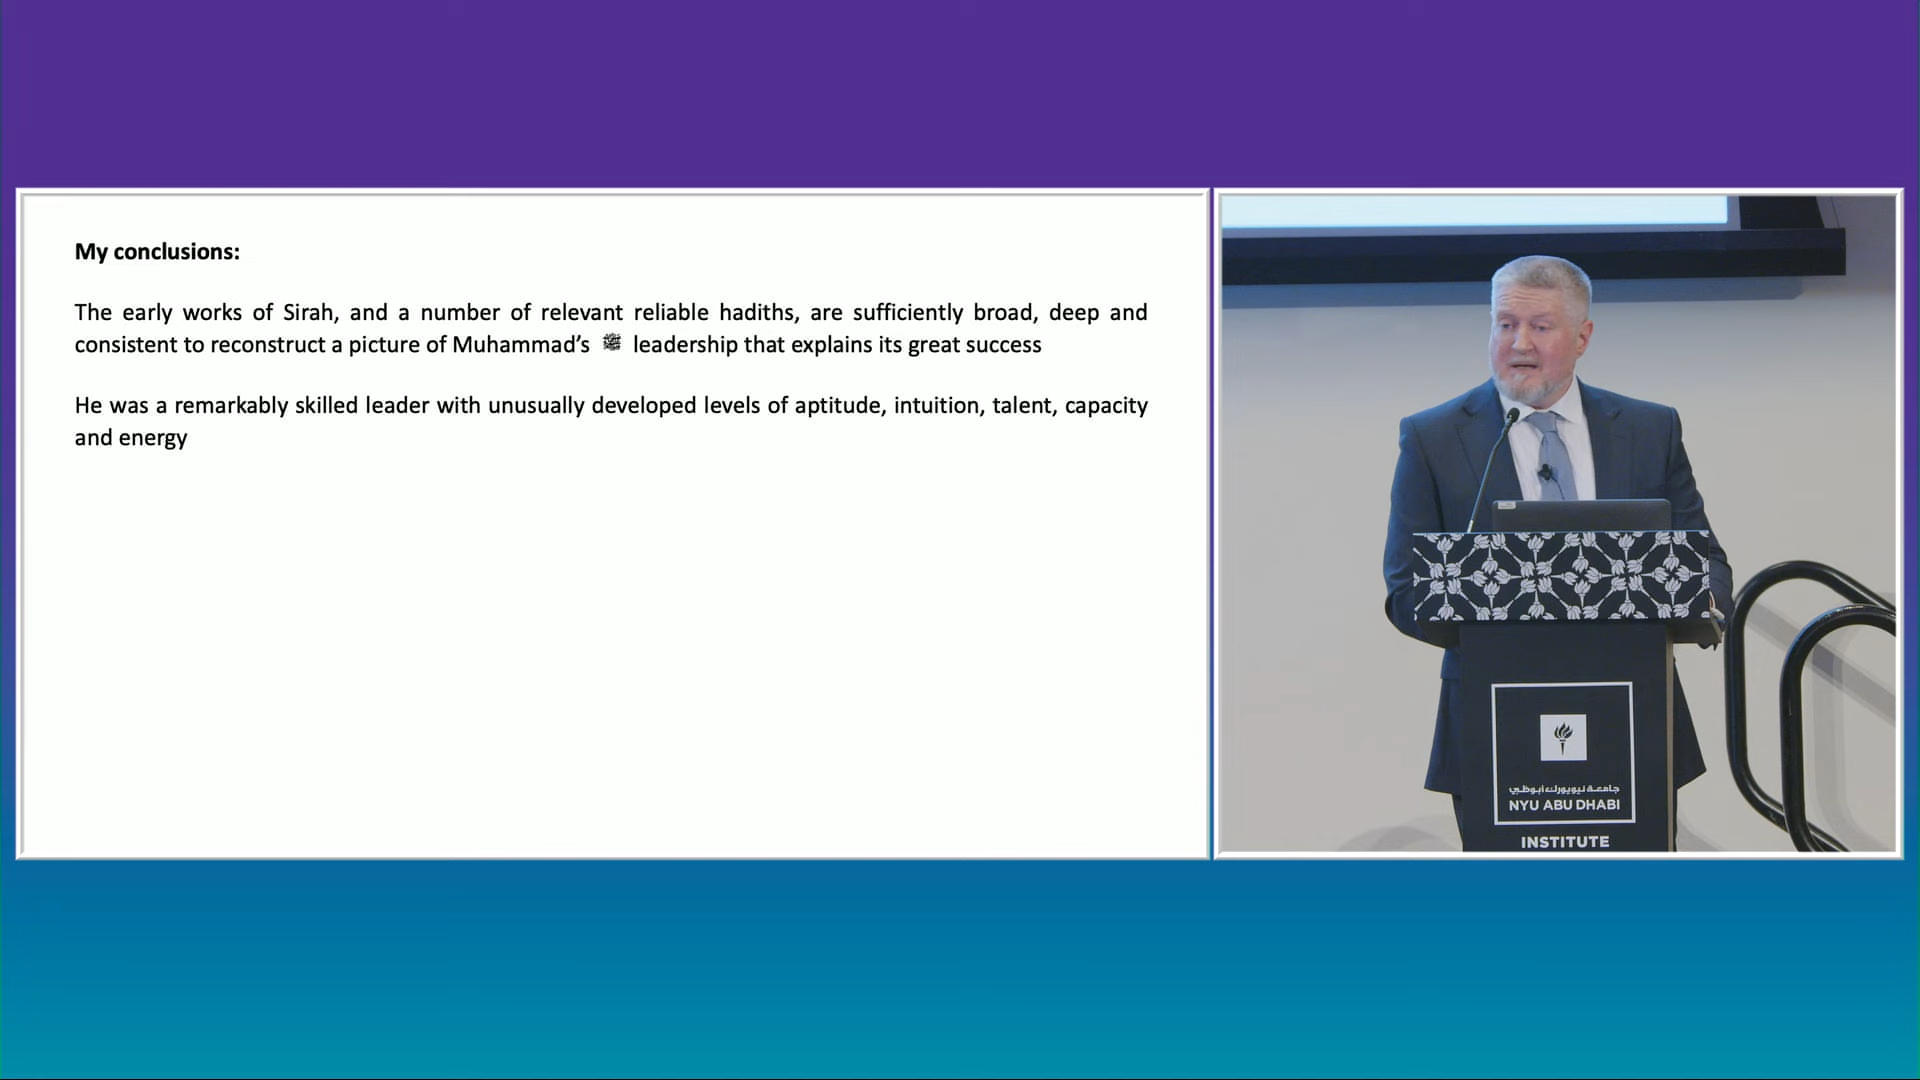 My conclusions:
The early works of Sirah, and a number of relevant reliable hadiths, are sufficiently broad, deep and
consistent to reconstruct a picture of Muhammad’s ﷺ leadership that explains its great success
He was a remarkably skilled leader with unusually developed levels of aptitude, intuition, talent, capacity
and energy
جامعة نيويورك أبوظبي
NYU ABU DHABI
INSTITUTE